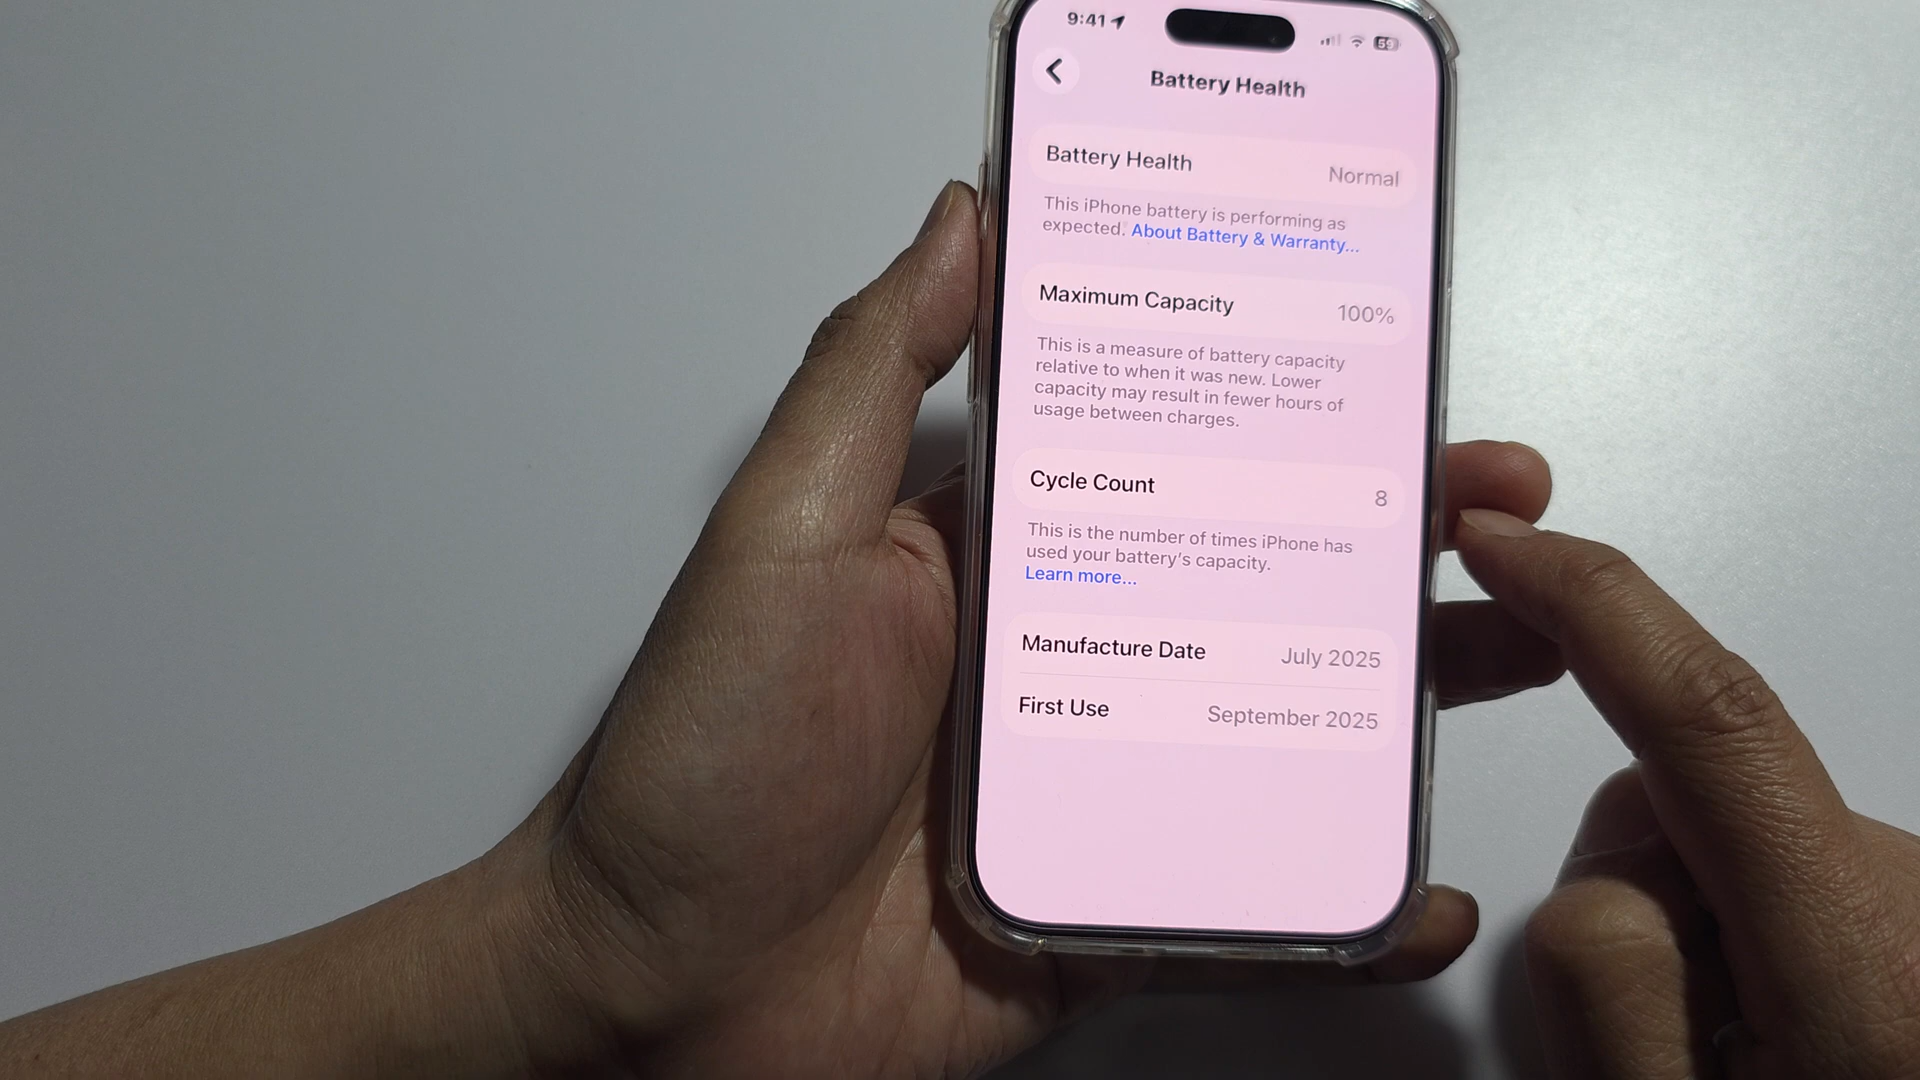 9:41
59
Battery Health
Battery Health
Normal
This iPhone battery is performing as
expected. About Battery & Warranty...
Maximum Capacity
100%
This is a measure of battery capacity
relative to when it was new. Lower
capacity may result in fewer hours of
usage between charges.
Cycle Count
8
This is the number of times iPhone has
used your battery's capacity.
Learn more...
Manufacture Date
July 2025
First Use
September 2025